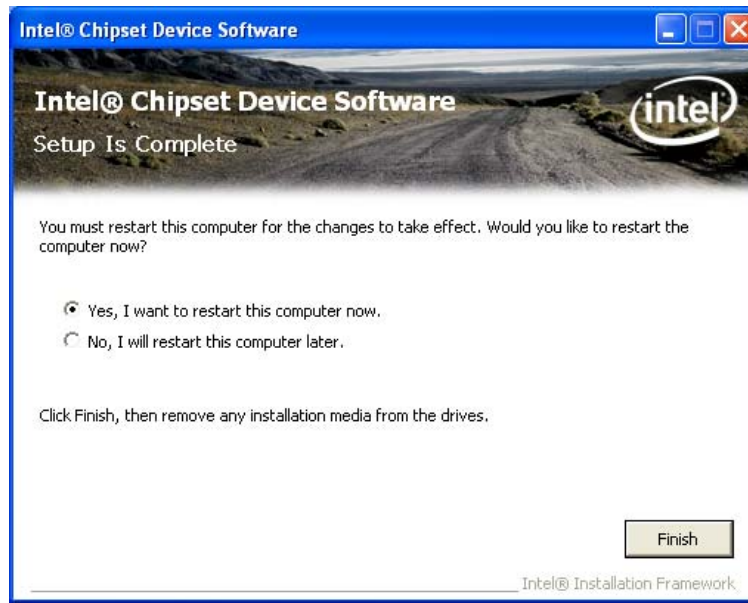 Intel® Chipset Device Software
Intel® Chipset Device Software
Setup Is Complete
intel
You must restart this computer for the changes to take effect. Would you like to restart the
computer now?
Yes, I want to restart this computer now.
No, I will restart this computer later.
Click Finish, then remove any installation media from the drives.
Finish
Intel® Installation Framework